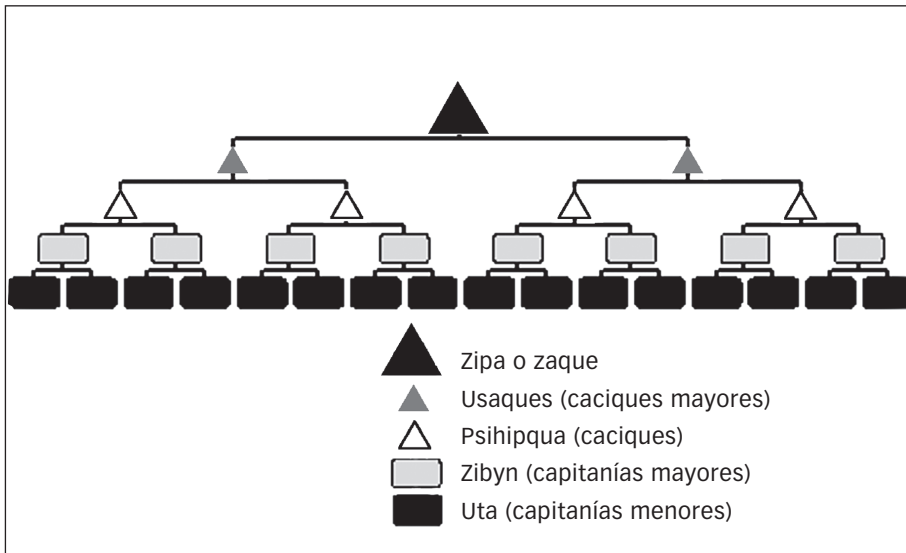 Zipa o zaque
Usaques (caciques mayores)
Psihipqua (caciques)
Zibyn (capitanías mayores)
Uta (capitanías menores)